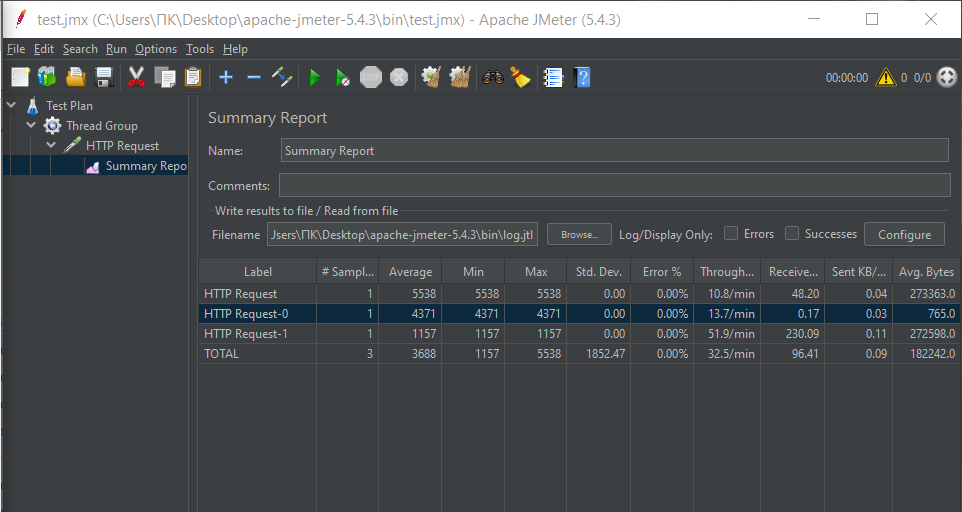 test.jmx (C:\Users\ПК\Desktop\apache-jmeter-5.4.3\bin\test.jmx) - Apache JMeter (5.4.3)
File Edit Search Run Options Tools Help
STOP 00:00:00 0 0/0
Test Plan
Thread Group
HTTP Request
Summary Repo
Summary Report
Name: Summary Report
Comments:
Write results to file / Read from file
Filename Jsers\ПК\Desktop\apache-jmeter-5.4.3\bin\log.jtl Browse... Log/Display Only: Errors Successes Configure
Label # Sampl... Average Min Max Std. Dev. Error % Through... Receive... Sent KB/... Avg. Bytes
HTTP Request 1 5538 5538 5538 0.00 0.00% 10.8/min 48.20 0.04 273363.0
HTTP Request-0 1 4371 4371 4371 0.00 0.00% 13.7/min 0.17 0.03 765.0
HTTP Request-1 1 1157 1157 1157 0.00 0.00% 51.9/min 230.09 0.11 272598.0
TOTAL 3 3688 1157 5538 1852.47 0.00% 32.5/min 96.41 0.09 182242.0